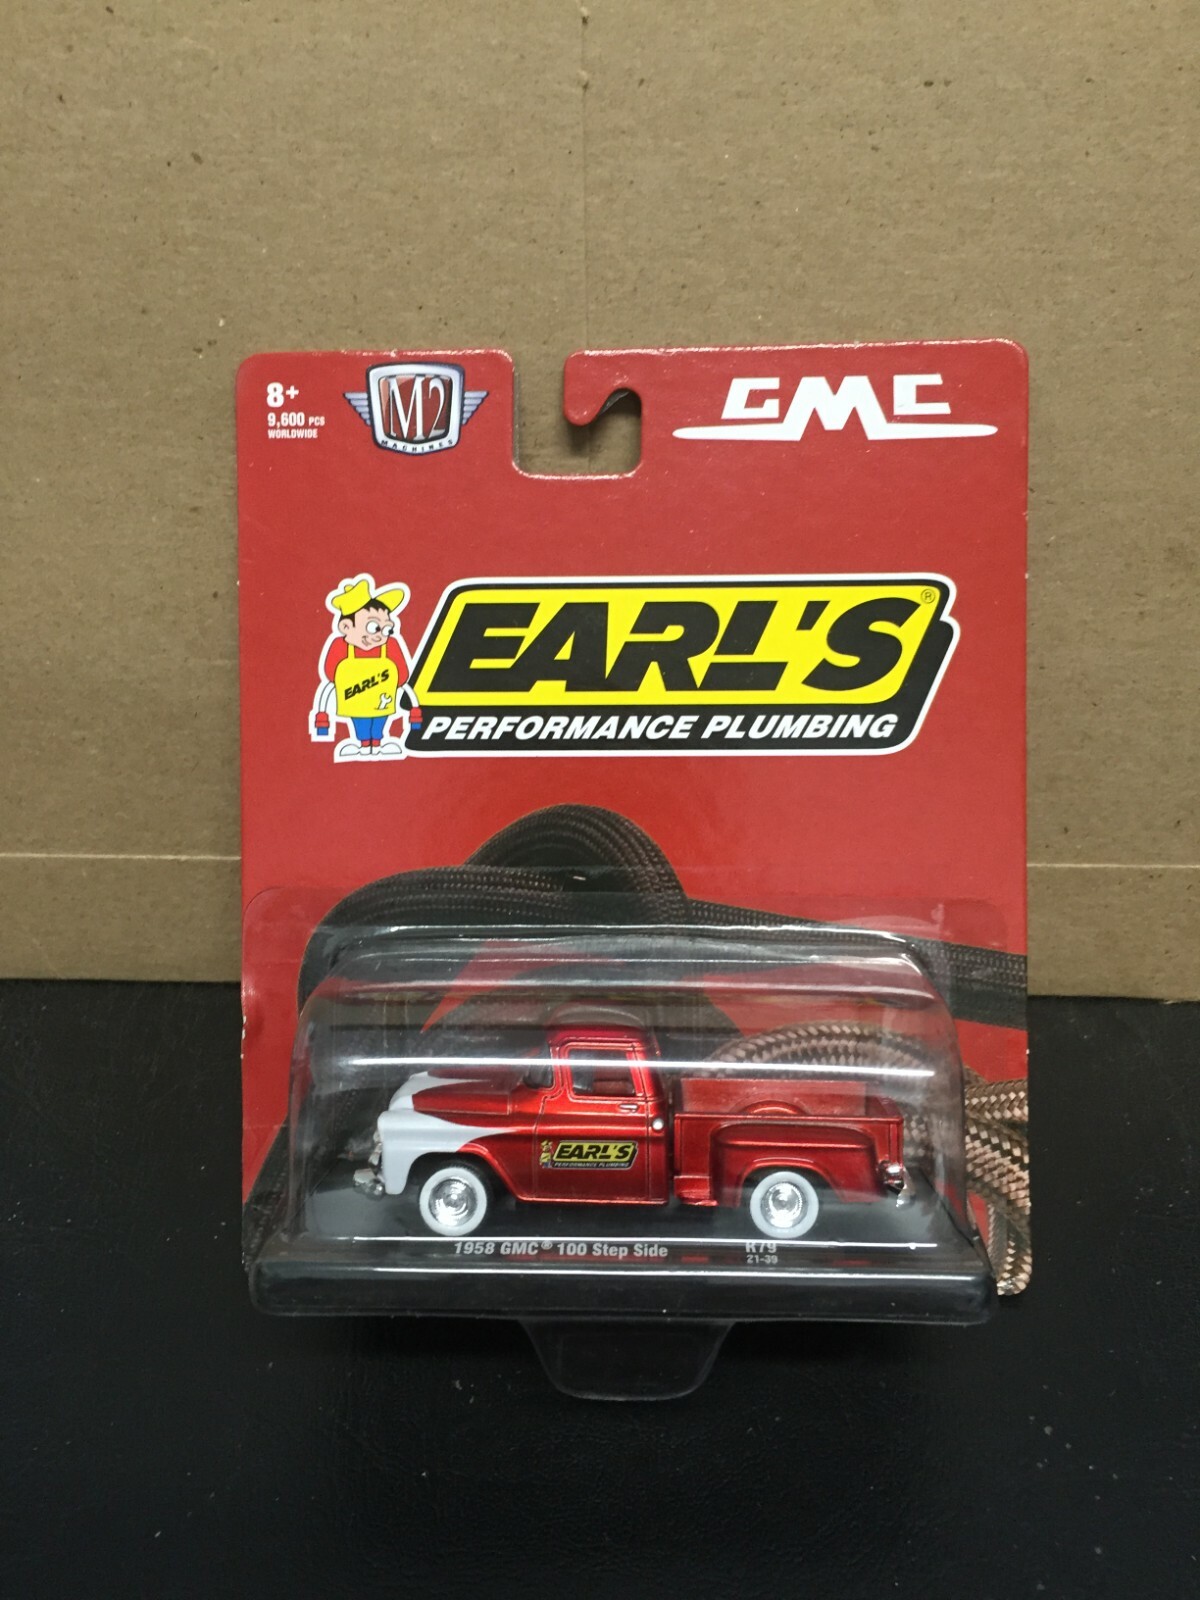 8+
9,600 PCS
WORLDWIDE
M2
MACHINES
GMC
EARL'S
EARL'S®
PERFORMANCE PLUMBING
EARL'S
PERFORMANCE PLUMBING
1958 GMC® 100 Step Side
R79
21-39